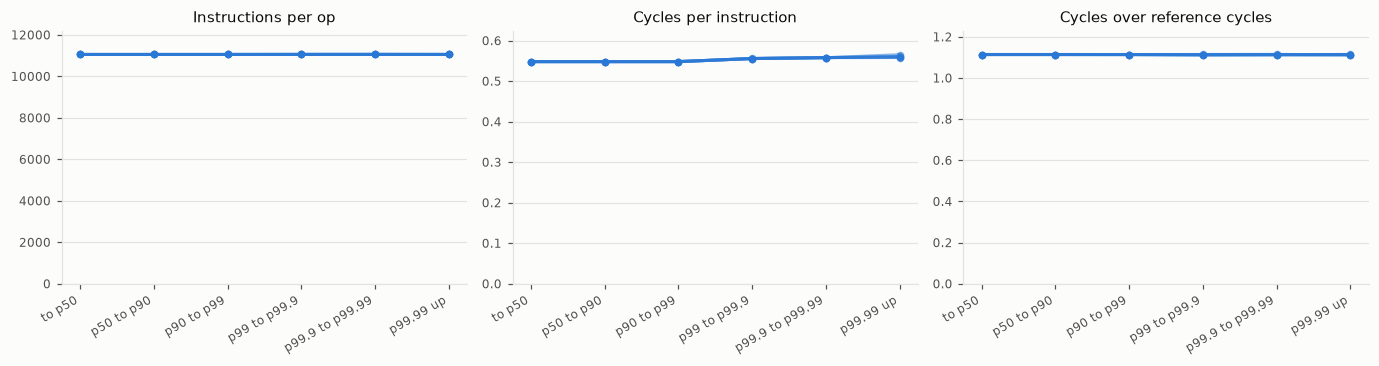 Instructions per op
12000
10000
8000
6000
4000
2000
0
to p50
p50 to p90
p90 to p99
p99 to p99.9
p99.9 to p99.99
p99.99 up
Cycles per instruction
0.6
0.5
0.4
0.3
0.2
0.1
0.0
to p50
p50 to p90
p90 to p99
p99 to p99.9
p99.9 to p99.99
p99.99 up
Cycles over reference cycles
1.2
1.0
0.8
0.6
0.4
0.2
0.0
to p50
p50 to p90
p90 to p99
p99 to p99.9
p99.9 to p99.99
p99.99 up